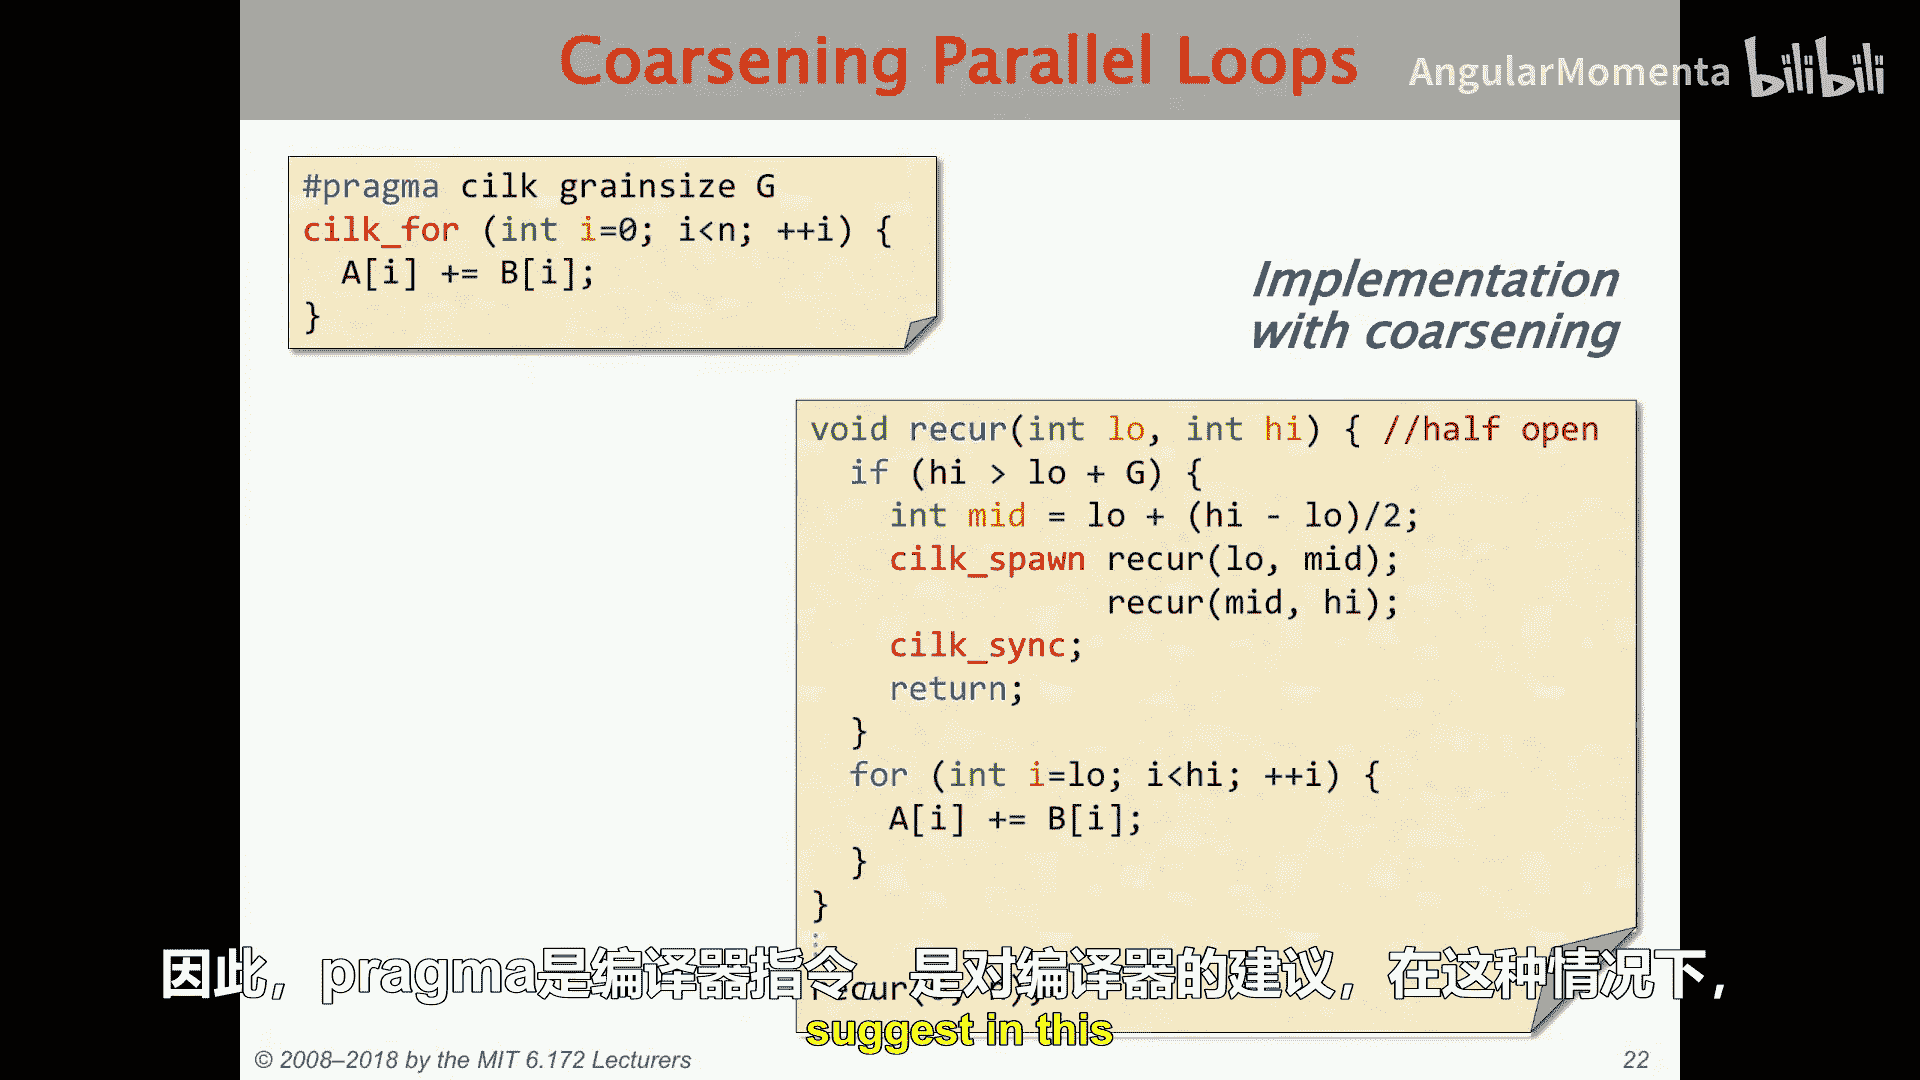 Coarsening Parallel Loops
AngularMomenta bilibili
#pragma cilk grainsize G
cilk_for (int i=0; i<n; ++i) {
  A[i] += B[i];
}
Implementation
with coarsening
void recur(int lo, int hi) { //half open
  if (hi > lo + G) {
    int mid = lo + (hi - lo)/2;
    cilk_spawn recur(lo, mid);
               recur(mid, hi);
    cilk_sync;
    return;
  }
  for (int i=lo; i<hi; ++i) {
    A[i] += B[i];
  }
}
因此，pragma是编译器指令，是对编译器的建议，在这种情况下，
suggest in this
© 2008–2018 by the MIT 6.172 Lecturers
22